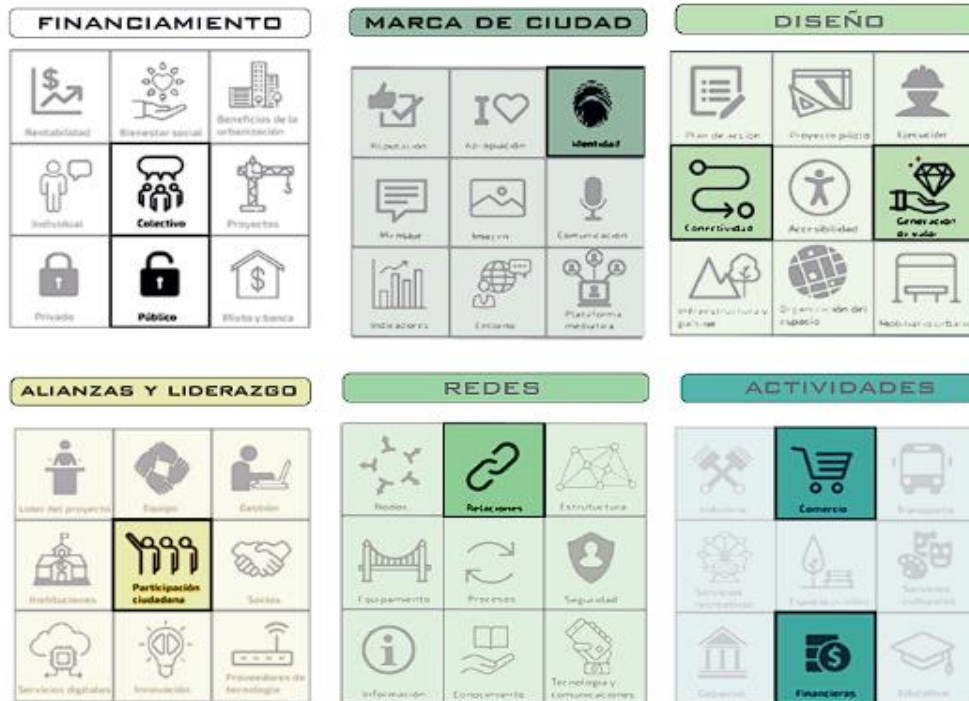 FINANCIAMIENTO
Rentabilidad
Bienestar social
Beneficios de la
urbanización
Individual
Colectivo
Proyectos
Privado
Público
Mixto y banca
MARCA DE CIUDAD
Reputación
Apropiación
Identidad
Mensaje
Imagen
Comunicación
Indicadores
Entorno
Plataforma
mediática
DISEÑO
Plan de acción
Proyecto piloto
Ejecución
Conectividad
Accesibilidad
Generación
de valor
Infraestructura y
paisaje
Organización del
espacio
Mobiliario urbano
ALIANZAS Y LIDERAZGO
Líder del proyecto
Equipo
Gestión
Instituciones
Participación
ciudadana
Socios
Servicios digitales
Innovación
Proveedores de
tecnología
REDES
Nodos
Relaciones
Estructura
Equipamiento
Procesos
Seguridad
Información
Conocimiento
Tecnología y
comunicaciones
ACTIVIDADES
Industria
Comercio
Transporte
Servicios
recreativos
Servicios
culturales
Gobierno
Financieras
Educativo